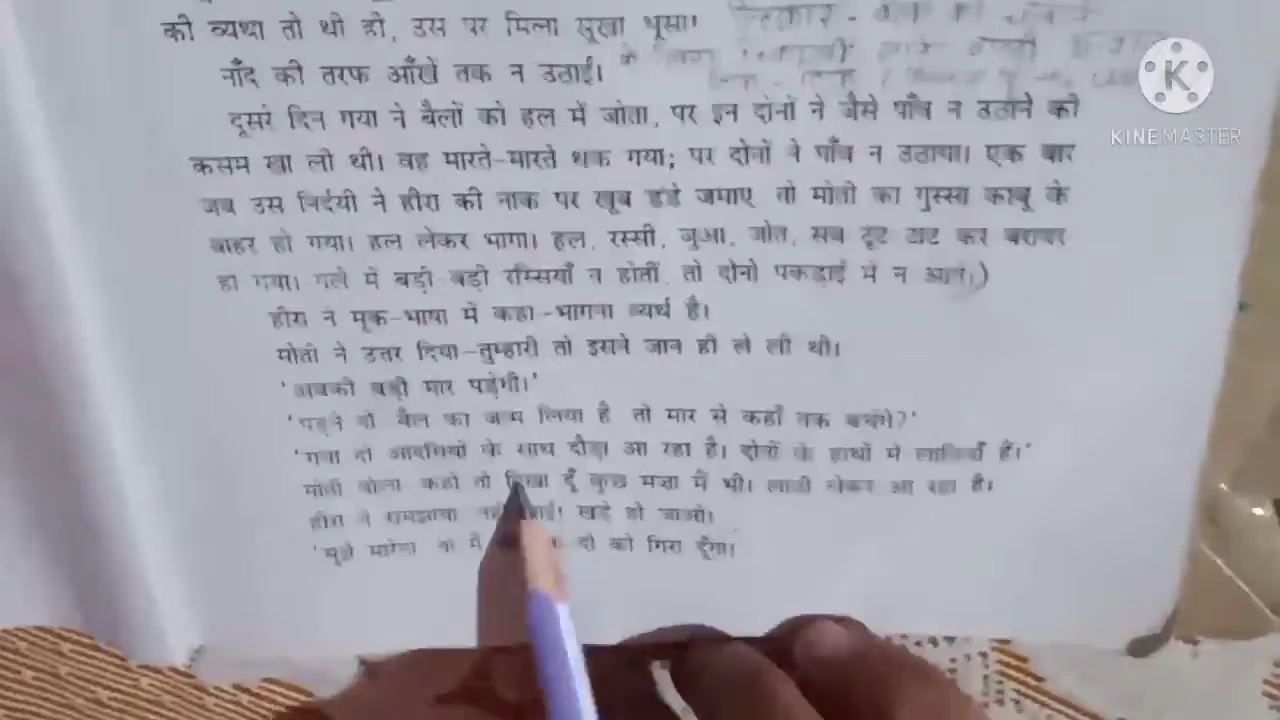 की व्यथा तो थी ही, उस पर मिला सूखा भूसा।
नाँद की तरफ आँखें तक न उठाईं।
दूसरे दिन गया ने बैलों को हल में जोता, पर इन दोनों ने जैसे पाँव न उठाने की
कसम खा ली थी। वह मारते-मारते थक गया; पर दोनों ने पाँव न उठाया। एक बार
जब उस निर्दयी ने हीरा की नाक पर खूब डंडे जमाए तो मोती का गुस्सा काबू के
बाहर हो गया। हल लेकर भागा। हल, रस्सी, जुआ, जोत, सब टूट टाट कर बराबर
हो गया। गले में बड़ी-बड़ी रस्सियाँ न होतीं, तो दोनों पकड़ाई में न आते।)
हीरा ने मूक-भाषा में कहा-भागना व्यर्थ है।
मोती ने उत्तर दिया-तुम्हारी तो इसने जान ही ले ली थी।
'अबकी बड़ी मार पड़ेगी।'
'पड़ने दो बैल का जन्म लिया है तो मार से कहाँ तक बचेंगे?'
'गया दो आदमियों के साथ दौड़ा आ रहा है। दोनों के हाथों में लाठियाँ हैं।'
मोती बोला कहो तो दिखा दूँ कुछ मजा मैं भी। लाठी लेकर आ रहा है।
हीरा ने समझाया नहीं भाई! खड़े हो जाओ।
'मुझे मारेगा तो मैं दो को गिरा दूँगा।
KINEMASTER